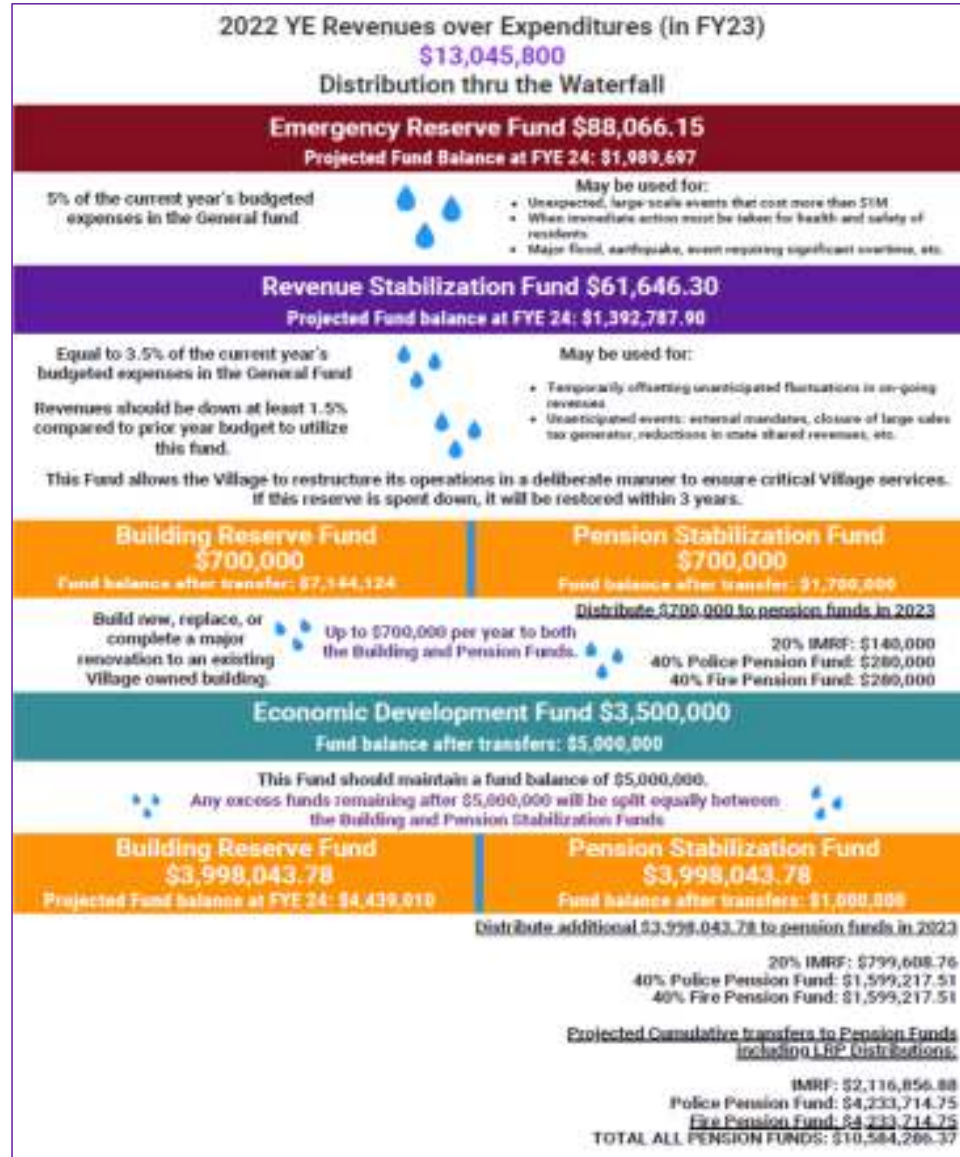 2022 YE Revenues over Expenditures (in FY23)
$13,045,800
Distribution thru the Waterfall
Emergency Reserve Fund $88,066.15
Projected Fund Balance at FYE 24: $1,989,697
5% of the current year's budgeted
expenses in the General fund
May be used for:
• Unexpected, large-scale events that cost more than $1M
• When immediate action must be taken for health and safety of
residents
• Major flood, earthquake, event requiring significant overtime, etc.
Revenue Stabilization Fund $61,646.30
Projected Fund balance at FYE 24: $1,392,787.90
Equal to 3.5% of the current year's
budgeted expenses in the General Fund
Revenues should be down at least 1.5%
compared to prior year budget to utilize
this fund.
May be used for:
• Temporarily offsetting unanticipated fluctuations in on-going
revenues
• Unanticipated events: external mandates, closure of large sales
tax generator, reductions in state shared revenues, etc.
This Fund allows the Village to restructure its operations in a deliberate manner to ensure critical Village services.
If this reserve is spent down, it will be restored within 3 years.
Building Reserve Fund
$700,000
Fund balance after transfer: $7,144,124
Pension Stabilization Fund
$700,000
Fund balance after transfer: $1,700,000
Build new, replace, or
complete a major
renovation to an existing
Village owned building.
Up to $700,000 per year to both
the Building and Pension Funds.
Distribute $700,000 to pension funds in 2023
20% IMRF: $140,000
40% Police Pension Fund: $280,000
40% Fire Pension Fund: $280,000
Economic Development Fund $3,500,000
Fund balance after transfers: $5,000,000
This Fund should maintain a fund balance of $5,000,000.
Any excess funds remaining after $5,000,000 will be split equally between
the Building and Pension Stabilization Funds
Building Reserve Fund
$3,998,043.78
Projected Fund balance at FYE 24: $4,439,010
Pension Stabilization Fund
$3,998,043.78
Fund balance after transfers: $1,000,000
Distribute additional $3,998,043.78 to pension funds in 2023
20% IMRF: $799,608.76
40% Police Pension Fund: $1,599,217.51
40% Fire Pension Fund: $1,599,217.51
Projected Cumulative transfers to Pension Funds
including LRP Distributions:
IMRF: $2,116,856.88
Police Pension Fund: $4,233,714.75
Fire Pension Fund: $4,233,714.75
TOTAL ALL PENSION FUNDS: $10,584,286.37